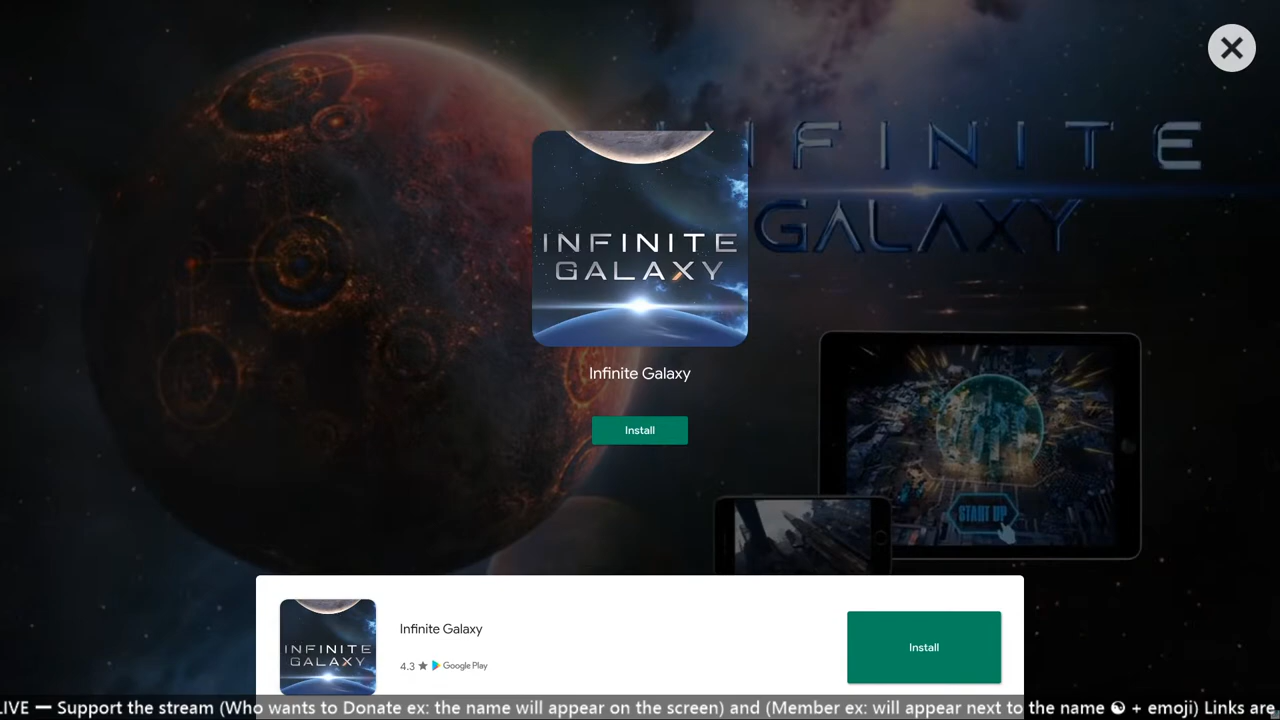 INFINITE
GALAXY
INFINITE
GALAXY
Infinite Galaxy
Install
START UP
INFINITE
GALAXY
Infinite Galaxy
4.3 ★ Google Play
Install
LIVE — Support the stream (Who wants to Donate ex: the name will appear on the screen) and (Member ex: will appear next to the name ☯ + emoji) Links are